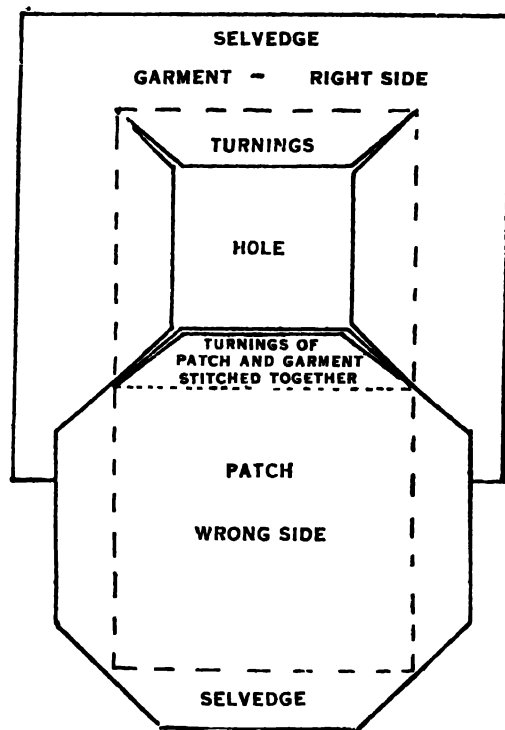 SELVEDGE
GARMENT - RIGHT SIDE
TURNINGS
HOLE
TURNINGS OF
PATCH AND GARMENT
STITCHED TOGETHER
PATCH
WRONG SIDE
SELVEDGE